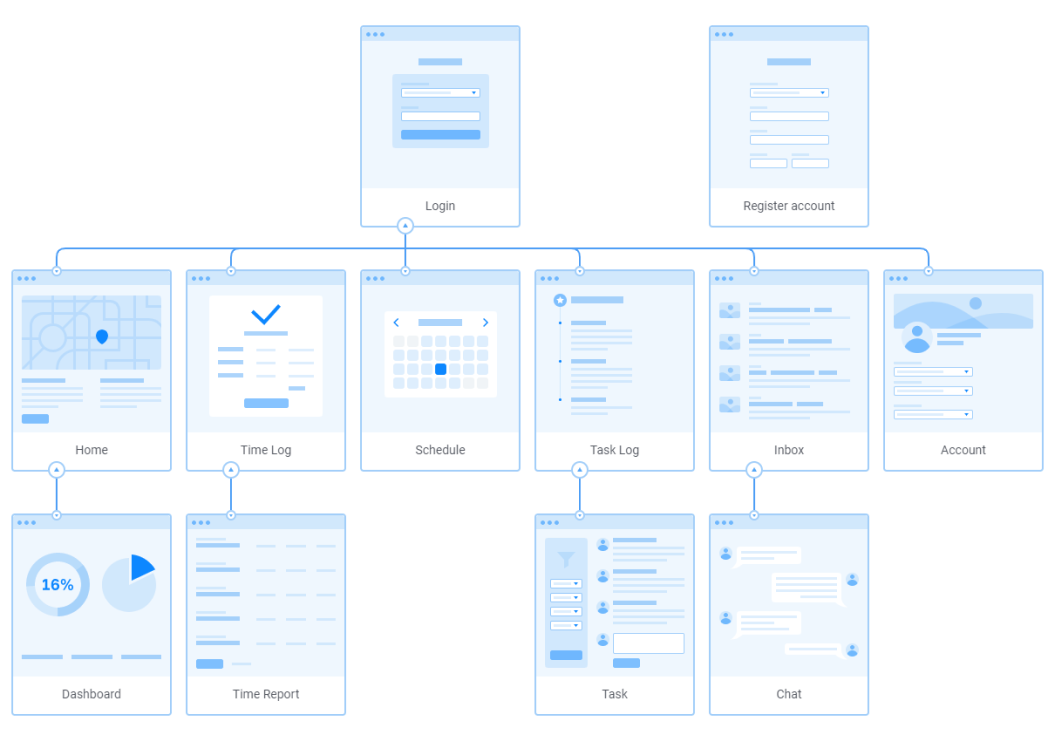 Login
Register account
Home
Time Log
Schedule
Task Log
Inbox
Account
16%
Dashboard
Time Report
Task
Chat